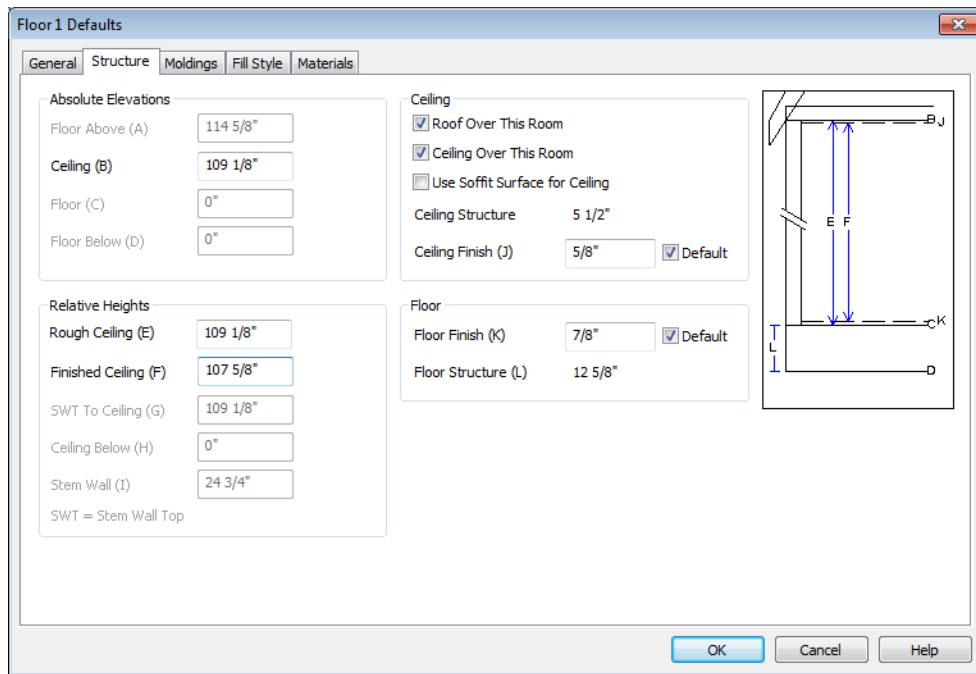 Floor 1 Defaults
General Structure Moldings Fill Style Materials
Absolute Elevations
Floor Above (A) 114 5/8"
Ceiling (B) 109 1/8"
Floor (C) 0"
Floor Below (D) 0"
Relative Heights
Rough Ceiling (E) 109 1/8"
Finished Ceiling (F) 107 5/8"
SWT To Ceiling (G) 109 1/8"
Ceiling Below (H) 0"
Stem Wall (I) 24 3/4"
SWT = Stem Wall Top
Ceiling
Roof Over This Room
Ceiling Over This Room
Use Soffit Surface for Ceiling
Ceiling Structure 5 1/2"
Ceiling Finish (J) 5/8" Default
Floor
Floor Finish (K) 7/8" Default
Floor Structure (L) 12 5/8"
B J
E F
C K
L
D
OK Cancel Help